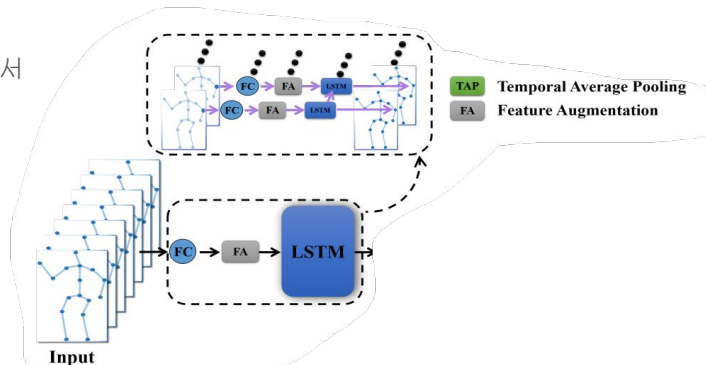 서
FC FA LSTM
FC FA LSTM
TAP Temporal Average Pooling
FA Feature Augmentation
FC FA LSTM
Input